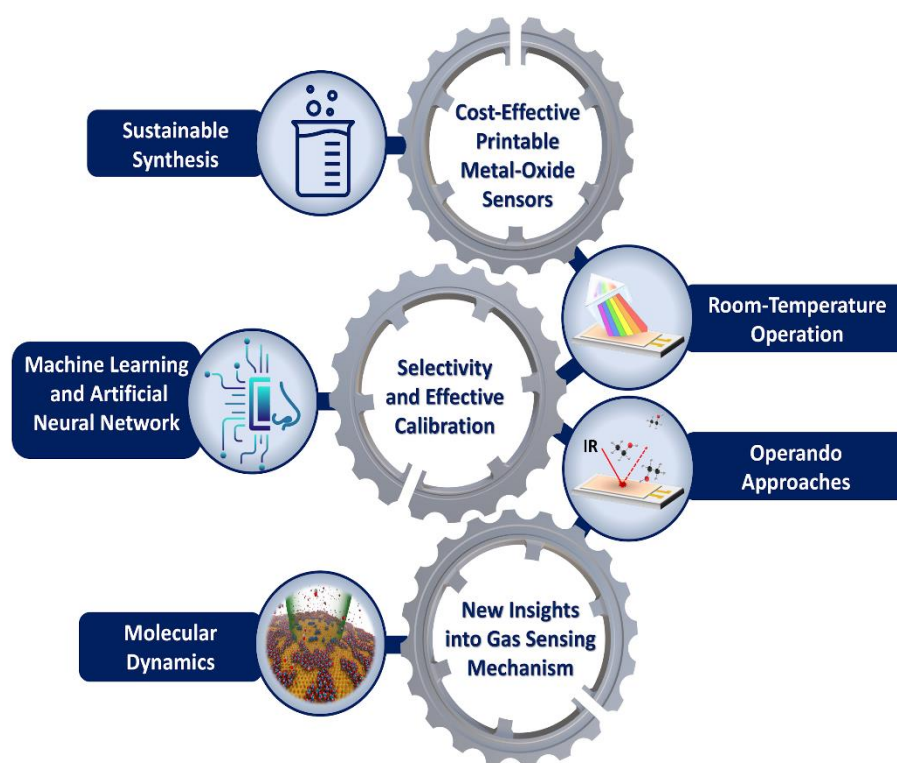 Cost-Effective
Printable
Metal-Oxide
Sensors
Sustainable
Synthesis
Room-Temperature
Operation
Machine Learning
and Artificial
Neural Network
Selectivity
and Effective
Calibration
IR
Operando
Approaches
New Insights
into Gas Sensing
Mechanism
Molecular
Dynamics